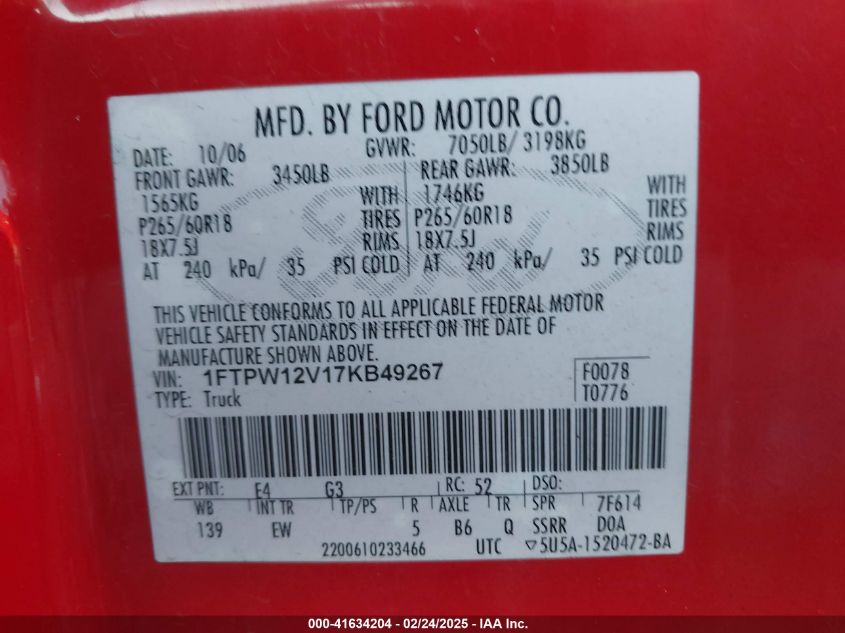 MFD. BY FORD MOTOR CO.
DATE: 10/06 GVWR: 7050LB/ 3198KG
FRONT GAWR: 3450LB REAR GAWR: 3850LB
1565KG WITH 1746KG WITH
P265/60R18 TIRES P265/60R18 TIRES
18X7.5J RIMS 18X7.5J RIMS
AT 240 kPa/ 35 PSI COLD AT 240 kPa/ 35 PSI COLD
THIS VEHICLE CONFORMS TO ALL APPLICABLE FEDERAL MOTOR
VEHICLE SAFETY STANDARDS IN EFFECT ON THE DATE OF
MANUFACTURE SHOWN ABOVE.
VIN: 1FTPW12V17KB49267 F0078
TYPE: Truck T0776
EXT PNT: E4 G3 RC: 52 DSO:
WB INT TR TP/PS R AXLE TR SPR 7F614
139 EW 5 B6 Q SSRR D0A
2200610233466 UTC ▽5U5A-1520472-BA
000-41634204 - 02/24/2025 - IAA Inc.